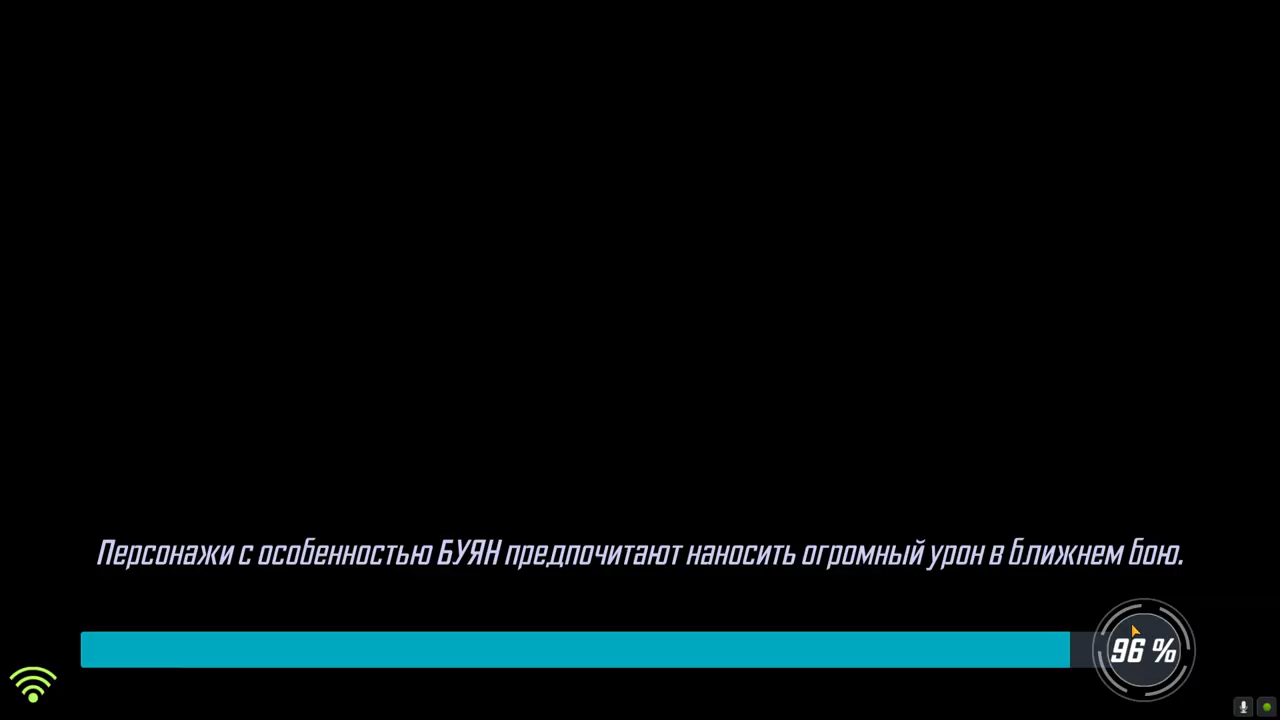 Персонажи с особенностью БУЯН предпочитают наносить огромный урон в ближнем бою.
96 %